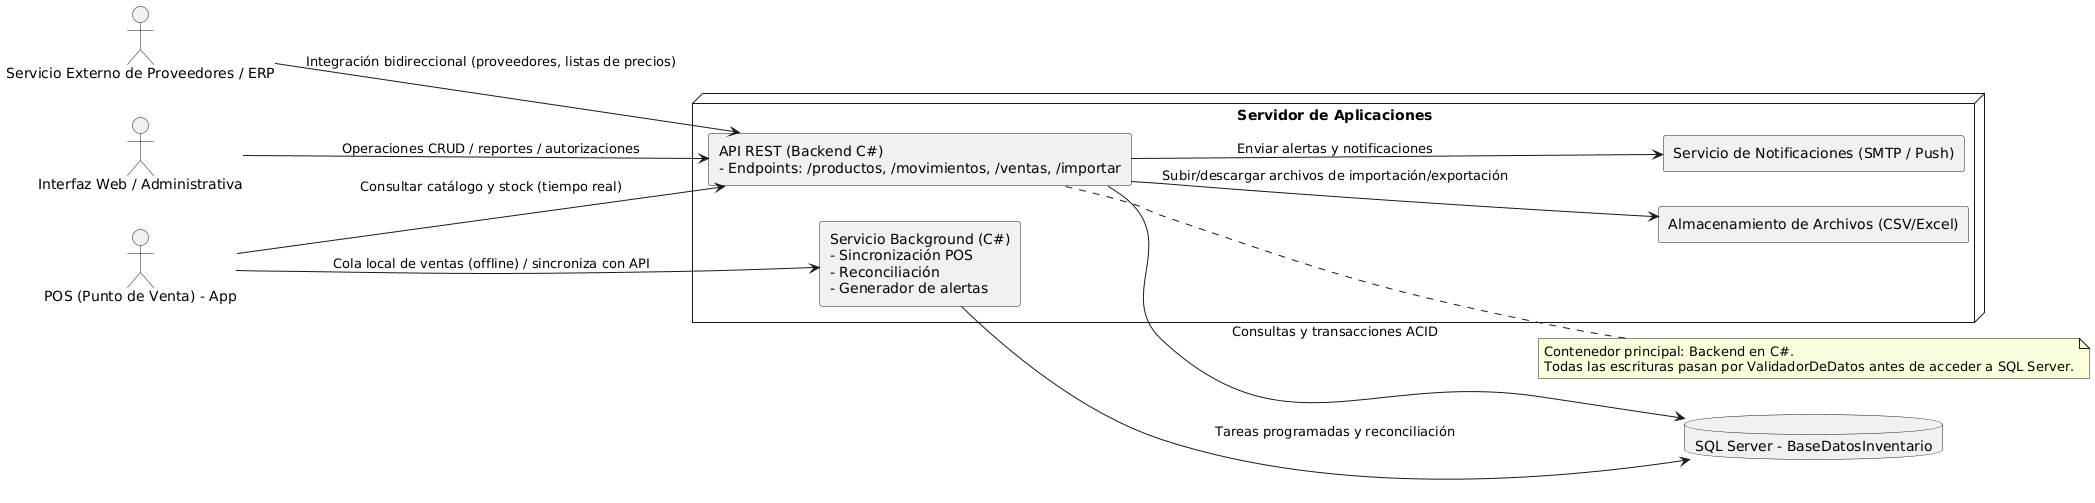 Servicio Externo de Proveedores / ERP
Integración bidireccional (proveedores, listas de precios)
Interfaz Web / Administrativa
Operaciones CRUD / reportes / autorizaciones
POS (Punto de Venta) - App
Consultar catálogo y stock (tiempo real)
Cola local de ventas (offline) / sincroniza con API
Servidor de Aplicaciones
API REST (Backend C#)
- Endpoints: /productos, /movimientos, /ventas, /importar
Servicio Background (C#)
- Sincronización POS
- Reconciliación
- Generador de alertas
Enviar alertas y notificaciones
Servicio de Notificaciones (SMTP / Push)
Subir/descargar archivos de importación/exportación
Almacenamiento de Archivos (CSV/Excel)
Consultas y transacciones ACID
Contenedor principal: Backend en C#.
Todas las escrituras pasan por ValidadorDeDatos antes de acceder a SQL Server.
Tareas programadas y reconciliación
SQL Server - BaseDatosInventario